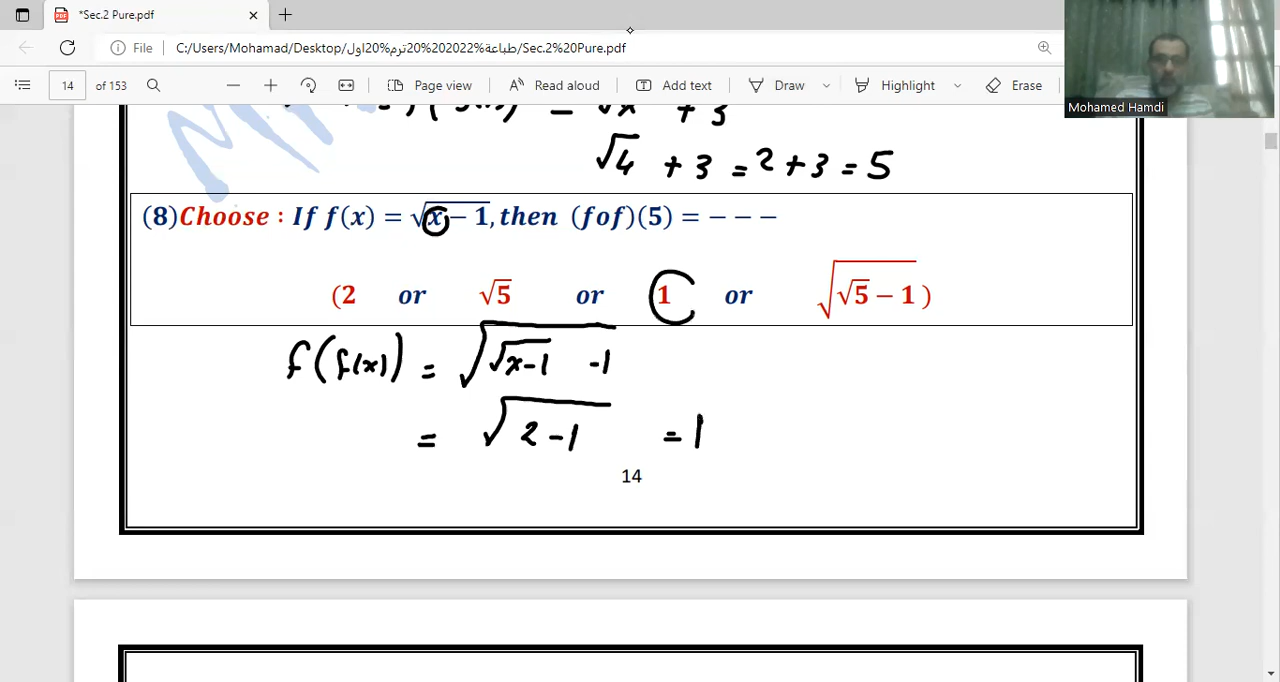 *Sec.2 Pure.pdf
File C:/Users/Mohamad/Desktop/طباعة%202022%20ترم%20اول/Sec.2%20Pure.pdf
14 of 153 Page view Read aloud Add text Draw Highlight Erase
Mohamed Hamdi
√4 + 3 = 2 + 3 = 5
(8)Choose : If f(x) = √(x − 1), then (fof)(5) = − − −
(2 or √5 or 1 or √(√5 − 1) )
f(f(x)) = √(√(x-1) -1)
= √(2-1) = 1
14